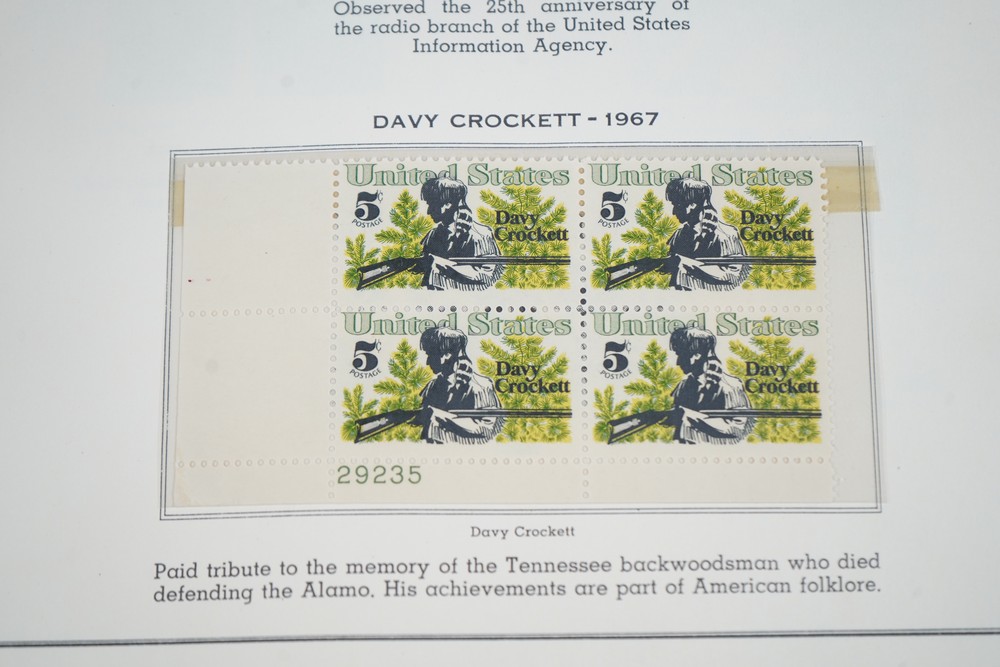 Observed the 25th anniversary of
the radio branch of the United States
Information Agency.
DAVY CROCKETT - 1967
United States
5c
POSTAGE
Davy
Crockett
United States
5c
POSTAGE
Davy
Crockett
United States
5c
POSTAGE
Davy
Crockett
United States
5c
POSTAGE
Davy
Crockett
29235
Davy Crockett
Paid tribute to the memory of the Tennessee backwoodsman who died
defending the Alamo. His achievements are part of American folklore.